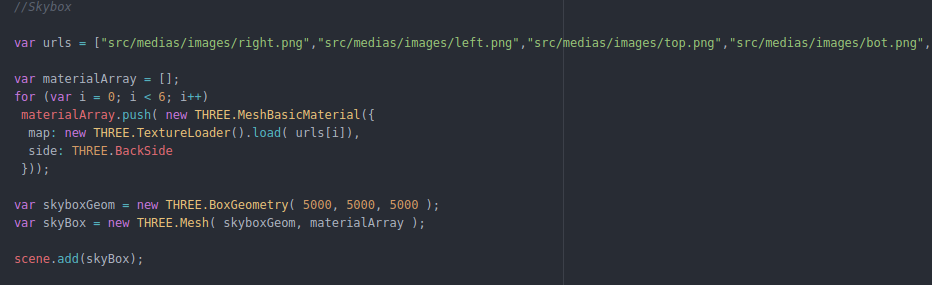 //Skybox
var urls = ["src/medias/images/right.png","src/medias/images/left.png","src/medias/images/top.png","src/medias/images/bot.png",
var materialArray = [];
for (var i = 0; i < 6; i++)
materialArray.push( new THREE.MeshBasicMaterial({
map: new THREE.TextureLoader().load( urls[i]),
side: THREE.BackSide
}));
var skyboxGeom = new THREE.BoxGeometry( 5000, 5000, 5000 );
var skyBox = new THREE.Mesh( skyboxGeom, materialArray );
scene.add(skyBox);